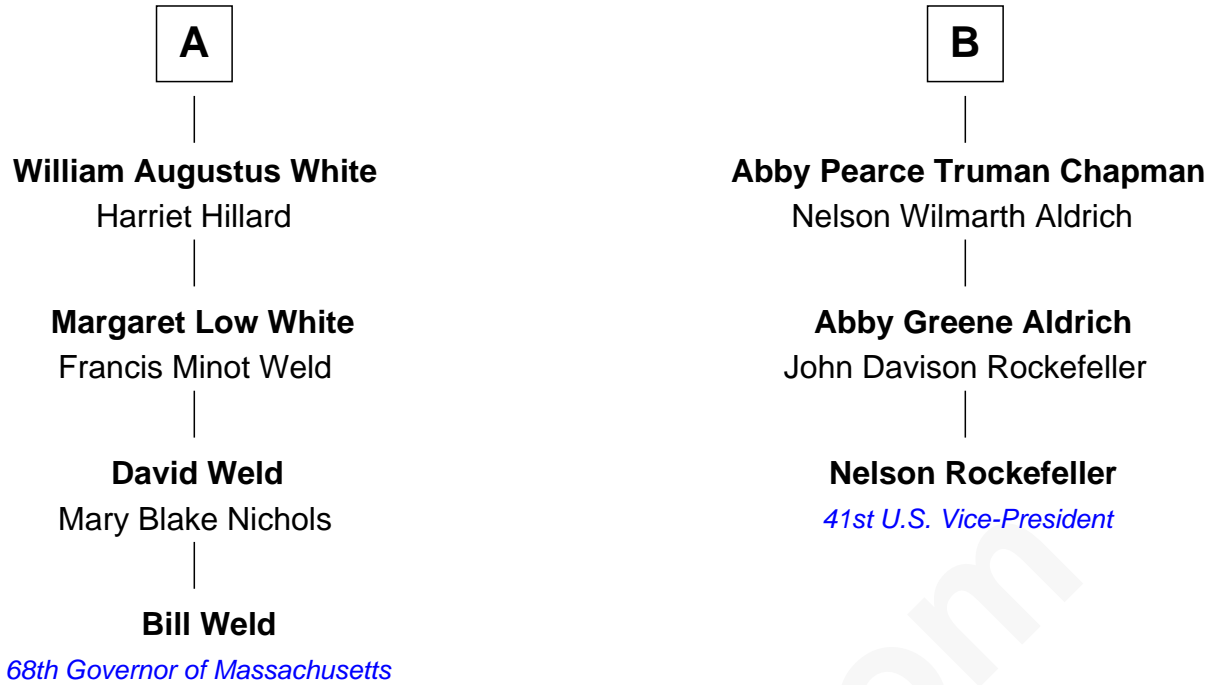 A
William Augustus White
Harriet Hillard
Margaret Low White
Francis Minot Weld
David Weld
Mary Blake Nichols
Bill Weld
68th Governor of Massachusetts
B
Abby Pearce Truman Chapman
Nelson Wilmarth Aldrich
Abby Greene Aldrich
John Davison Rockefeller
Nelson Rockefeller
41st U.S. Vice-President
om